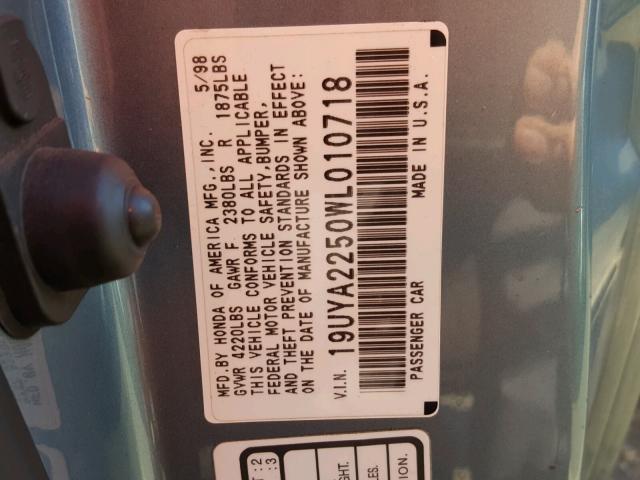 MFD.BY HONDA OF AMERICA MFG.,INC. 5/98
GVWR 4220LBS GAWR F. 2380LBS R 1875LBS
THIS VEHICLE CONFORMS TO ALL APPLICABLE
FEDERAL MOTOR VEHICLE SAFETY,BUMPER,
AND THEFT PREVENTION STANDARDS IN EFFECT
ON THE DATE OF MANUFACTURE SHOWN ABOVE:
V.I.N. 19UYA2250WL010718
PASSENGER CAR MADE IN U.S.A.